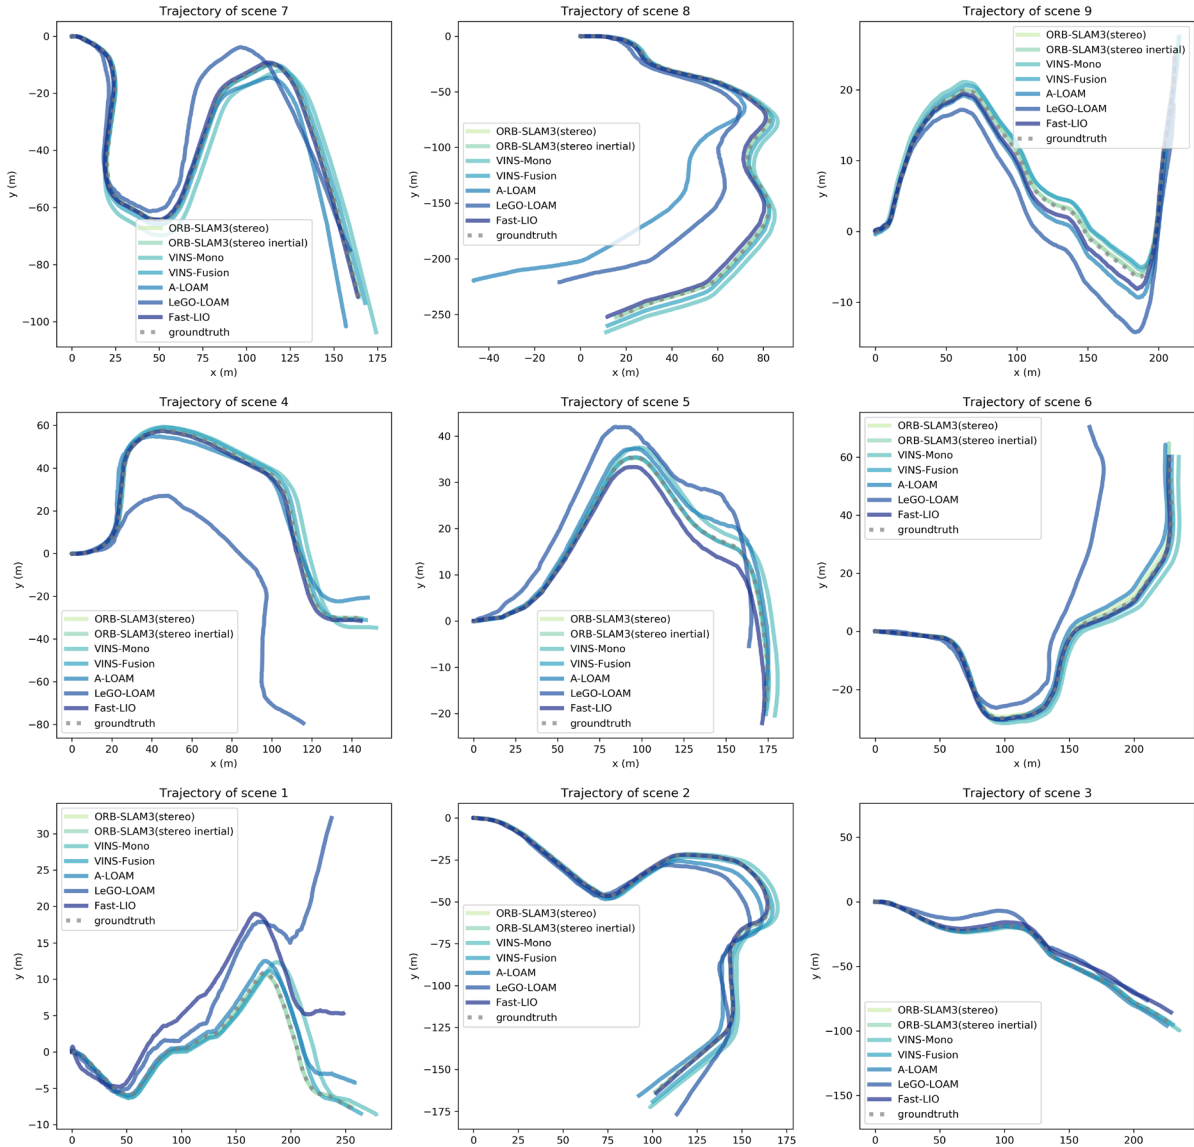 Trajectory of scene 7
0
−20
−40
−60
−80
−100
y (m)
0
25
50
75
100
125
150
175
x (m)
ORB-SLAM3(stereo)
ORB-SLAM3(stereo inertial)
VINS-Mono
VINS-Fusion
A-LOAM
LeGO-LOAM
Fast-LIO
groundtruth
Trajectory of scene 8
0
−50
−100
−150
−200
−250
y (m)
−40
−20
0
20
40
60
80
x (m)
ORB-SLAM3(stereo)
ORB-SLAM3(stereo inertial)
VINS-Mono
VINS-Fusion
A-LOAM
LeGO-LOAM
Fast-LIO
groundtruth
Trajectory of scene 9
20
10
0
−10
y (m)
0
50
100
150
200
x (m)
ORB-SLAM3(stereo)
ORB-SLAM3(stereo inertial)
VINS-Mono
VINS-Fusion
A-LOAM
LeGO-LOAM
Fast-LIO
groundtruth
Trajectory of scene 4
60
40
20
0
−20
−40
−60
−80
y (m)
0
20
40
60
80
100
120
140
x (m)
ORB-SLAM3(stereo)
ORB-SLAM3(stereo inertial)
VINS-Mono
VINS-Fusion
A-LOAM
LeGO-LOAM
Fast-LIO
groundtruth
Trajectory of scene 5
40
30
20
10
0
−10
−20
y (m)
0
25
50
75
100
125
150
175
x (m)
ORB-SLAM3(stereo)
ORB-SLAM3(stereo inertial)
VINS-Mono
VINS-Fusion
A-LOAM
LeGO-LOAM
Fast-LIO
groundtruth
Trajectory of scene 6
60
40
20
0
−20
y (m)
0
50
100
150
200
x (m)
ORB-SLAM3(stereo)
ORB-SLAM3(stereo inertial)
VINS-Mono
VINS-Fusion
A-LOAM
LeGO-LOAM
Fast-LIO
groundtruth
Trajectory of scene 1
30
25
20
15
10
5
0
−5
−10
y (m)
0
50
100
150
200
250
x (m)
ORB-SLAM3(stereo)
ORB-SLAM3(stereo inertial)
VINS-Mono
VINS-Fusion
A-LOAM
LeGO-LOAM
Fast-LIO
groundtruth
Trajectory of scene 2
0
−25
−50
−75
−100
−125
−150
−175
y (m)
0
25
50
75
100
125
150
175
x (m)
ORB-SLAM3(stereo)
ORB-SLAM3(stereo inertial)
VINS-Mono
VINS-Fusion
A-LOAM
LeGO-LOAM
Fast-LIO
groundtruth
Trajectory of scene 3
50
0
−50
−100
−150
y (m)
0
50
100
150
200
x (m)
ORB-SLAM3(stereo)
ORB-SLAM3(stereo inertial)
VINS-Mono
VINS-Fusion
A-LOAM
LeGO-LOAM
Fast-LIO
groundtruth